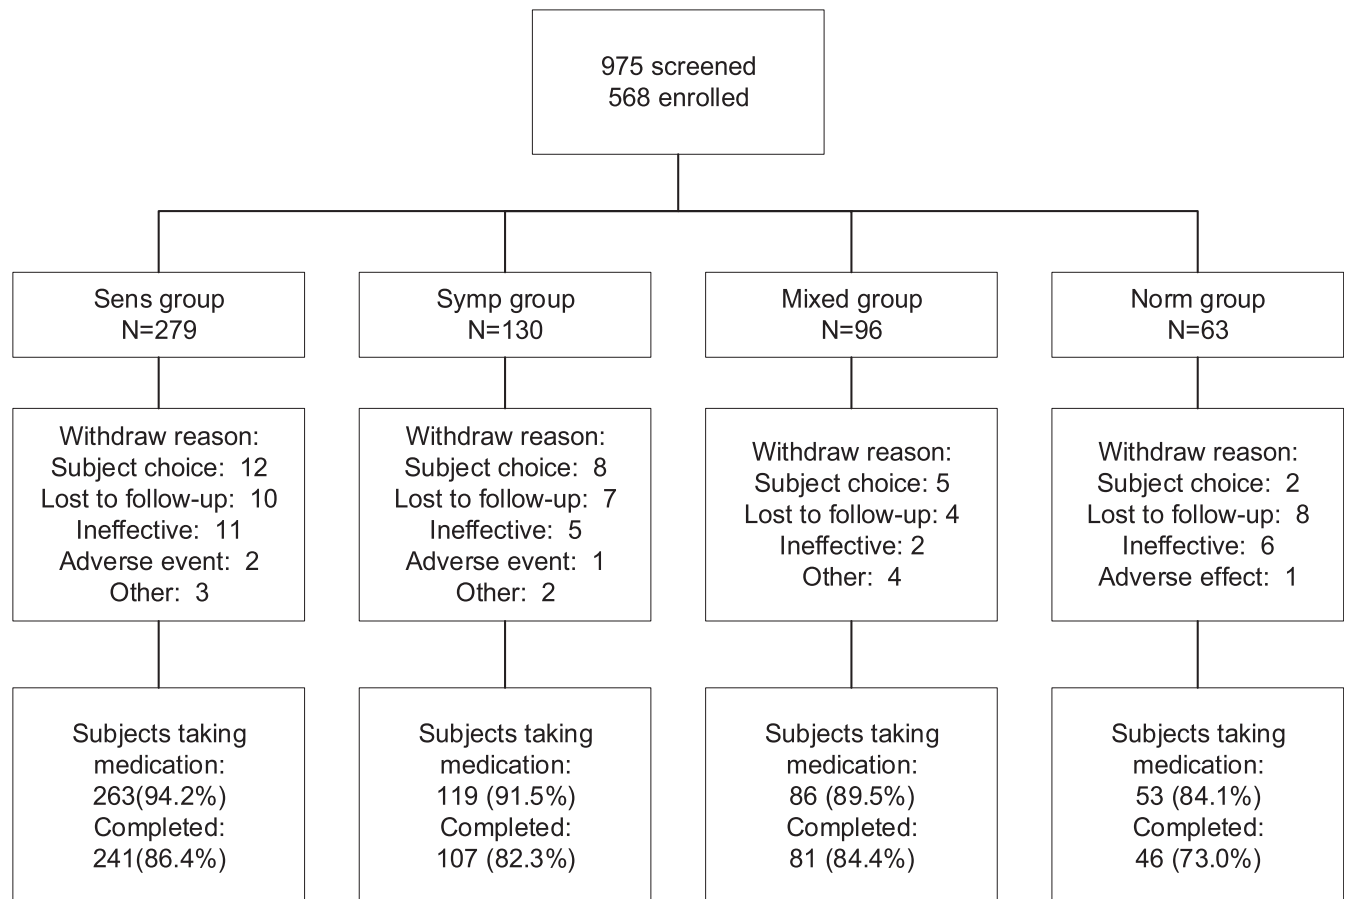 975 screened
568 enrolled
Sens group
N=279
Symp group
N=130
Mixed group
N=96
Norm group
N=63
Withdraw reason:
Subject choice:  12
Lost to follow-up:  10
Ineffective:  11
Adverse event:  2
Other:  3
Withdraw reason:
Subject choice:  8
Lost to follow-up:  7
Ineffective:  5
Adverse event:  1
Other:  2
Withdraw reason:
Subject choice: 5
Lost to follow-up: 4
Ineffective: 2
Other:  4
Withdraw reason:
Subject choice:  2
Lost to follow-up:  8
Ineffective:  6
Adverse effect:  1
Subjects taking
medication:
263(94.2%)
Completed:
241(86.4%)
Subjects taking
medication:
119 (91.5%)
Completed:
107 (82.3%)
Subjects taking
medication:
86 (89.5%)
Completed:
81 (84.4%)
Subjects taking
medication:
53 (84.1%)
Completed:
46 (73.0%)